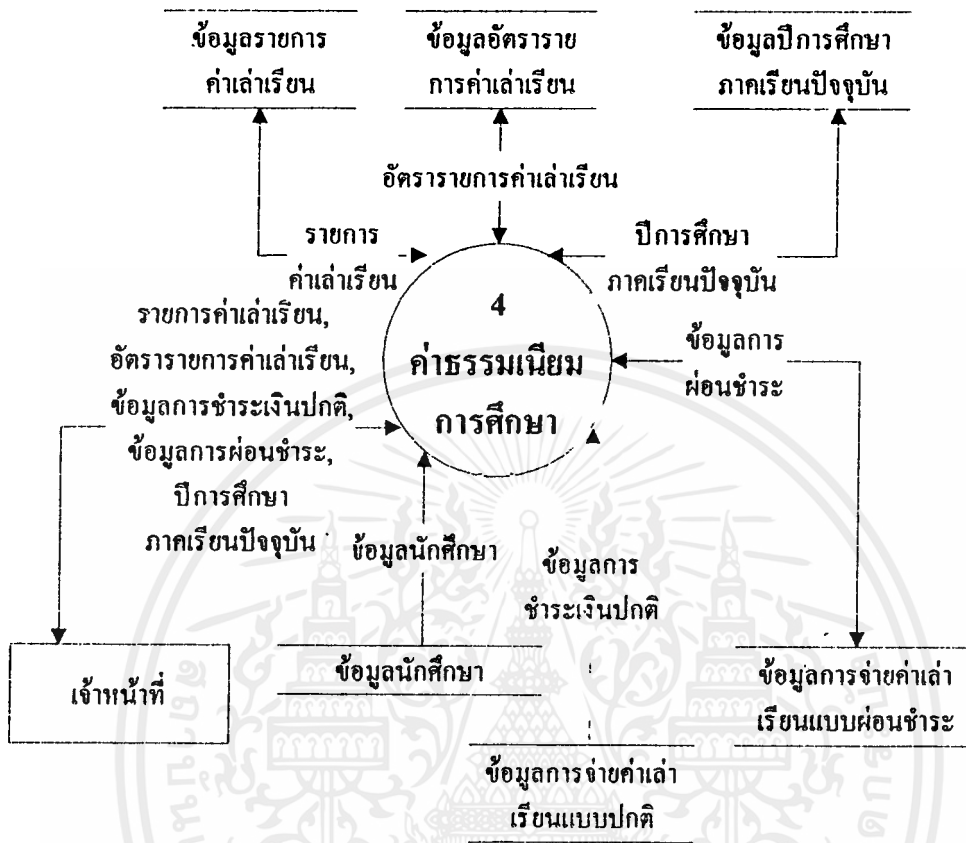 ข้อมูลรายการ
ค่าเล่าเรียน
ข้อมูลอัตราราย
การค่าเล่าเรียน
ข้อมูลปีการศึกษา
ภาคเรียนปัจจุบัน
อัตรารายการค่าเล่าเรียน
รายการ
ค่าเล่าเรียน
ปีการศึกษา
ภาคเรียนปัจจุบัน
4
ค่าธรรมเนียม
การศึกษา
ข้อมูลการ
ผ่อนชำระ
รายการค่าเล่าเรียน,
อัตรารายการค่าเล่าเรียน,
ข้อมูลการชำระเงินปกติ,
ข้อมูลการผ่อนชำระ,
ปีการศึกษา
ภาคเรียนปัจจุบัน
ข้อมูลนักศึกษา
ข้อมูลการ
ชำระเงินปกติ
เจ้าหน้าที่
ข้อมูลนักศึกษา
ข้อมูลการจ่ายค่าเล่า
เรียนแบบผ่อนชำระ
ข้อมูลการจ่ายค่าเล่า
เรียนแบบปกติ